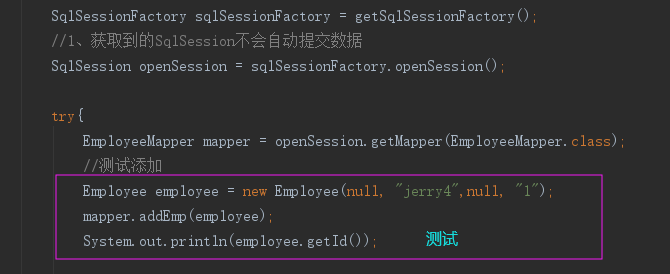 SqlSessionFactory sqlSessionFactory = getSqlSessionFactory();
//1、获取到的SqlSession不会自动提交数据
SqlSession openSession = sqlSessionFactory.openSession();
try{
EmployeeMapper mapper = openSession.getMapper(EmployeeMapper.class);
//测试添加
Employee employee = new Employee(null, "jerry4",null, "1");
mapper.addEmp(employee);
System.out.println(employee.getId()); 测试